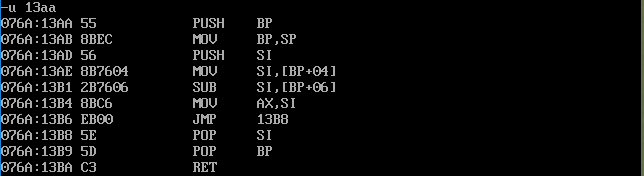 -u 13aa
076A:13AA 55 PUSH BP
076A:13AB 8BEC MOV BP,SP
076A:13AD 56 PUSH SI
076A:13AE 8B7604 MOV SI,[BP+04]
076A:13B1 2B7606 SUB SI,[BP+06]
076A:13B4 8BC6 MOV AX,SI
076A:13B6 EB00 JMP 13B8
076A:13B8 5E POP SI
076A:13B9 5D POP BP
076A:13BA C3 RET